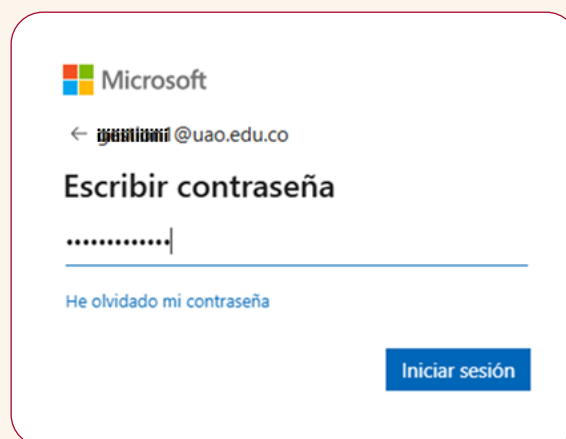 Microsoft
@uao.edu.co
Escribir contraseña
He olvidado mi contraseña
Iniciar sesión